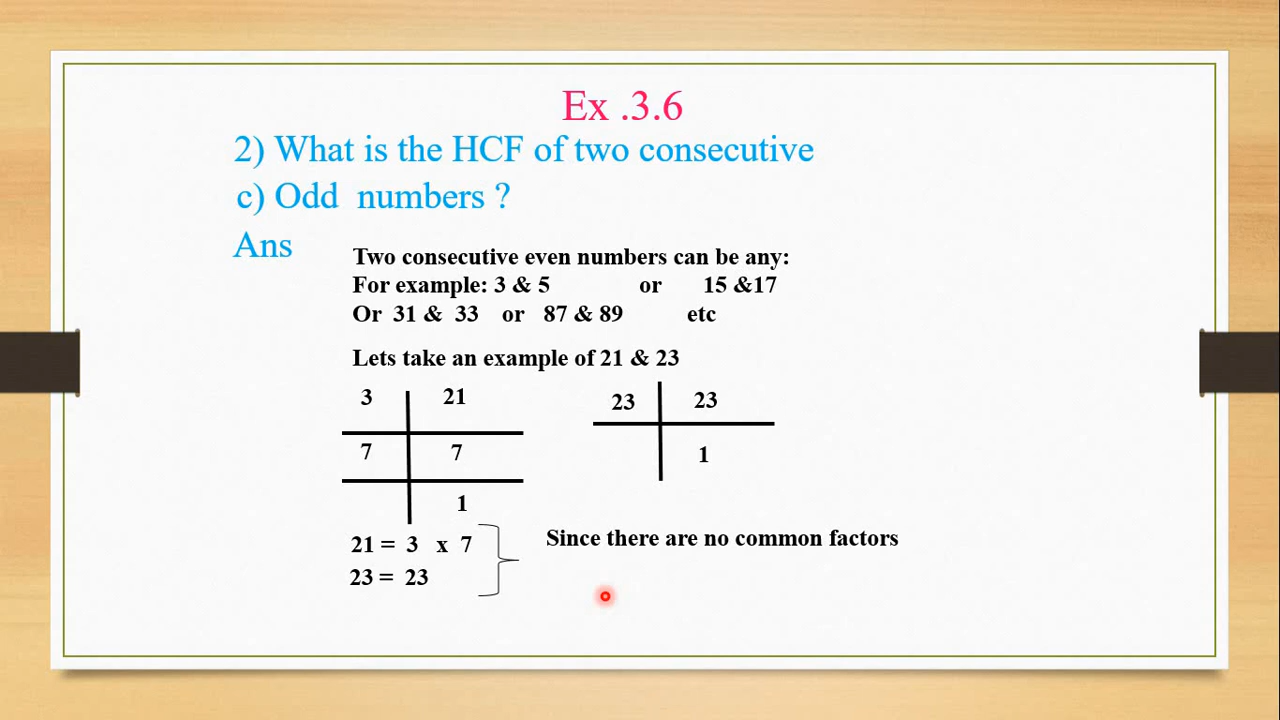 Ex .3.6
2) What is the HCF of two consecutive
c) Odd numbers ?
Ans
Two consecutive even numbers can be any:
For example: 3 & 5 or 15 &17
Or 31 & 33 or 87 & 89 etc
Lets take an example of 21 & 23
3 21
23 23
7 7
1
1
21 = 3 x 7
Since there are no common factors
23 = 23